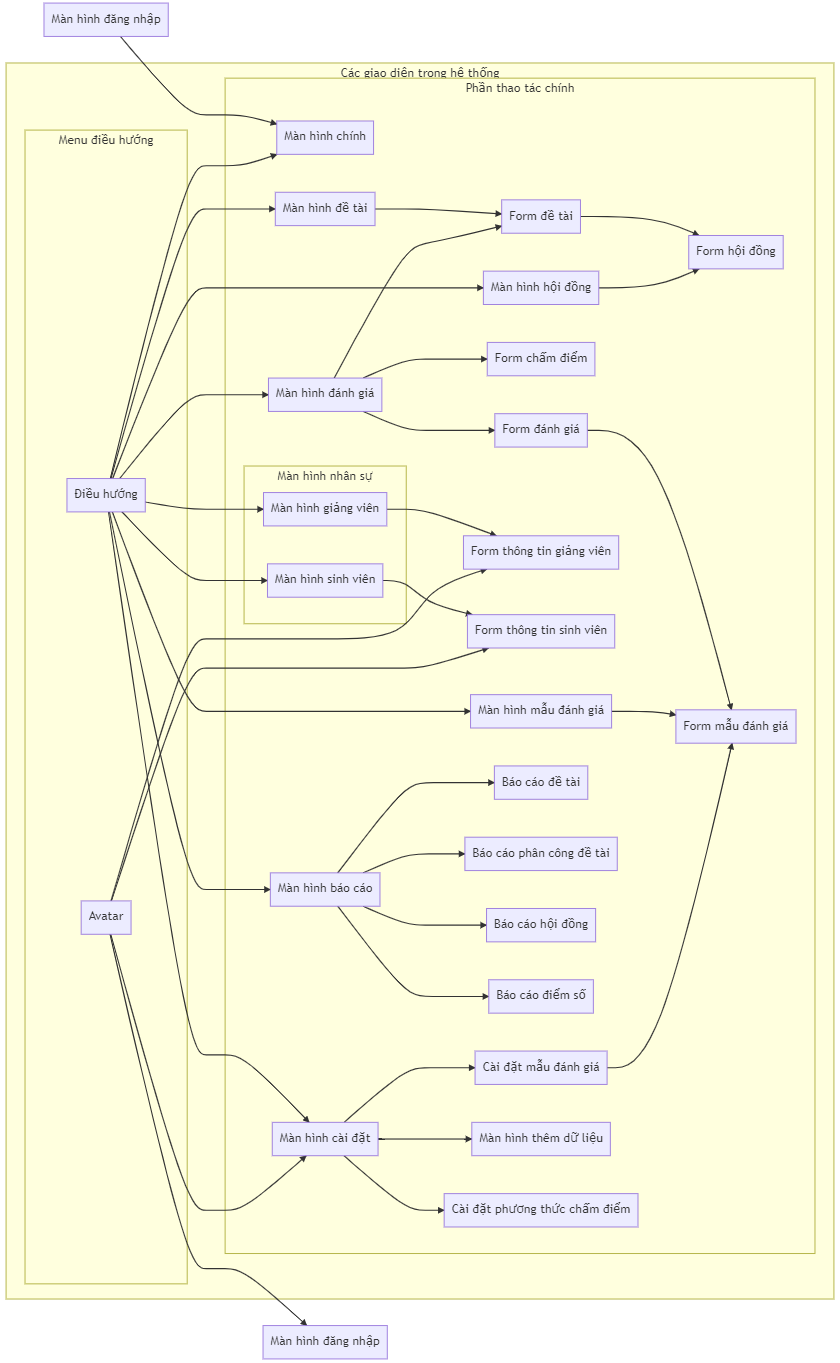 Màn hình đăng nhập
Các giao diện trong hệ thống
Phần thao tác chính
Menu điều hướng
Màn hình chính
Màn hình đề tài
Form đề tài
Form hội đồng
Màn hình hội đồng
Form chấm điểm
Màn hình đánh giá
Form đánh giá
Màn hình nhân sự
Điều hướng
Màn hình giảng viên
Form thông tin giảng viên
Màn hình sinh viên
Form thông tin sinh viên
Màn hình mẫu đánh giá
Form mẫu đánh giá
Báo cáo đề tài
Báo cáo phân công đề tài
Màn hình báo cáo
Avatar
Báo cáo hội đồng
Báo cáo điểm số
Cài đặt mẫu đánh giá
Màn hình cài đặt
Màn hình thêm dữ liệu
Cài đặt phương thức chấm điểm
Màn hình đăng nhập